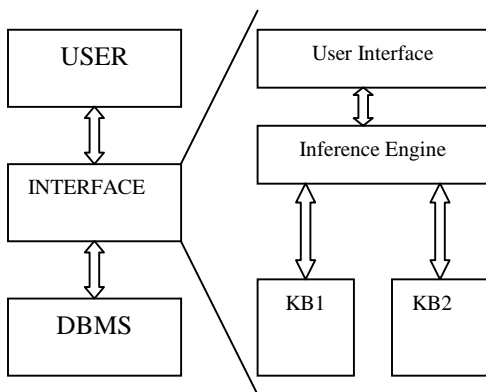 USER
INTERFACE
DBMS
User Interface
Inference Engine
KB1
KB2